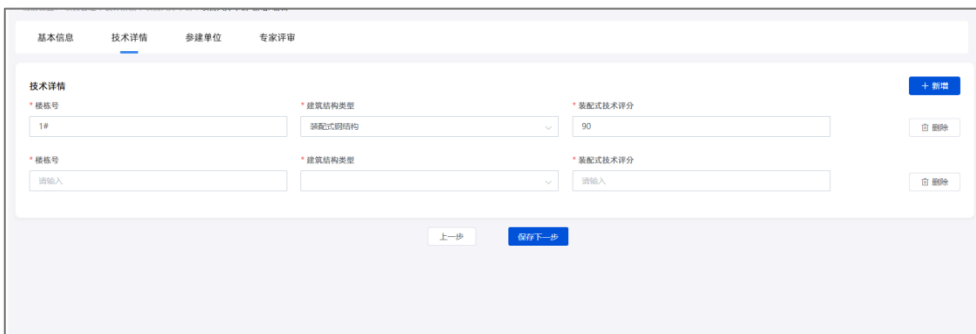 基本信息 技术详情 参建单位 专家评审
技术详情
+ 新增
* 楼栋号 * 建筑结构类型 * 装配式技术评分
1# 装配式钢结构 90 删除
* 楼栋号 * 建筑结构类型 * 装配式技术评分
请输入 请输入 删除
上一步 保存下一步